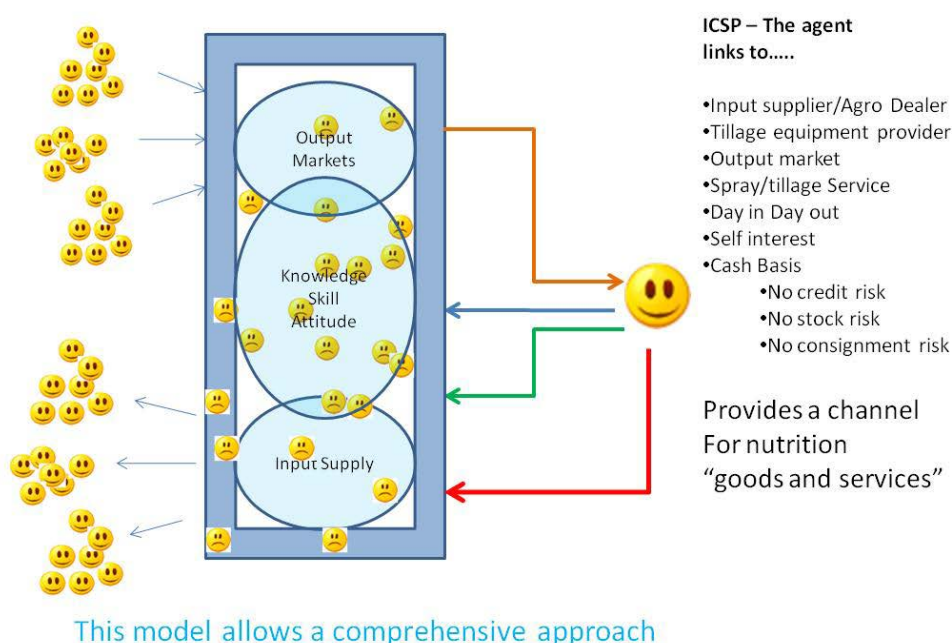 ICSP – The agent
links to.....
•Input supplier/Agro Dealer
•Tillage equipment provider
•Output market
•Spray/tillage Service
•Day in Day out
•Self interest
•Cash Basis
•No credit risk
•No stock risk
•No consignment risk
Provides a channel
For nutrition
“goods and services”
Output
Markets
Knowledge
Skill
Attitude
Input Supply
This model allows a comprehensive approach